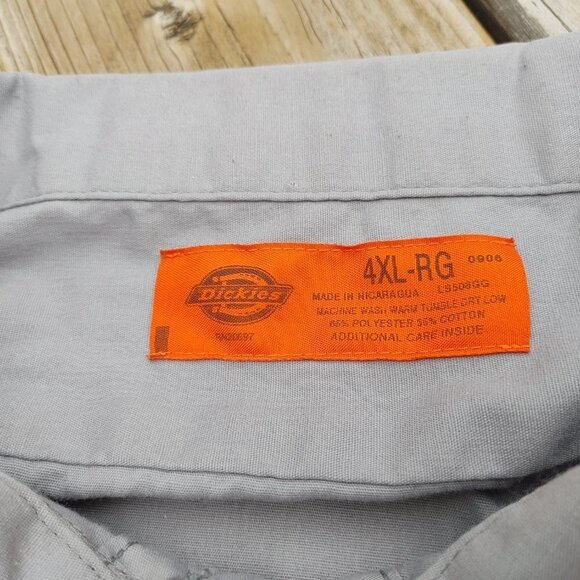 Dickies
RN20697
4XL-RG 0906
MADE IN NICARAGUA LS508GG
MACHINE WASH WARM TUMBLE DRY LOW
65% POLYESTER 35% COTTON
ADDITIONAL CARE INSIDE